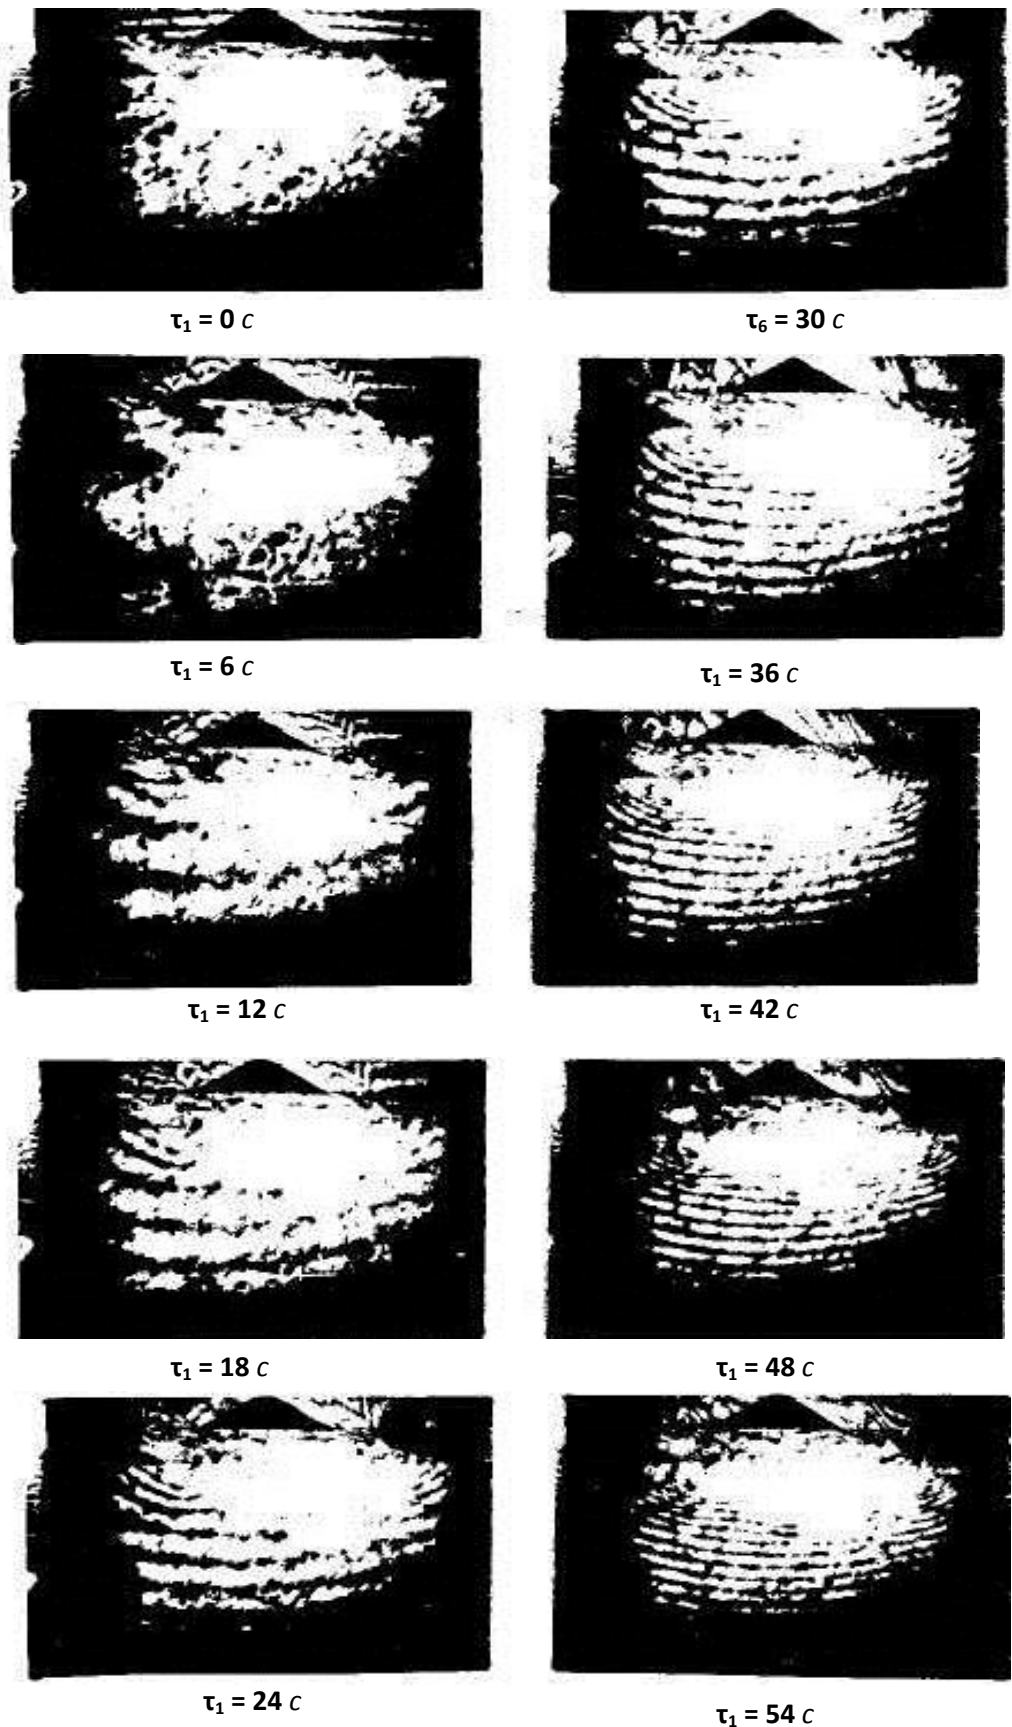 τ₁ = 0 c
τ₆ = 30 c
τ₁ = 6 c
τ₁ = 36 c
τ₁ = 12 c
τ₁ = 42 c
τ₁ = 18 c
τ₁ = 48 c
τ₁ = 24 c
τ₁ = 54 c